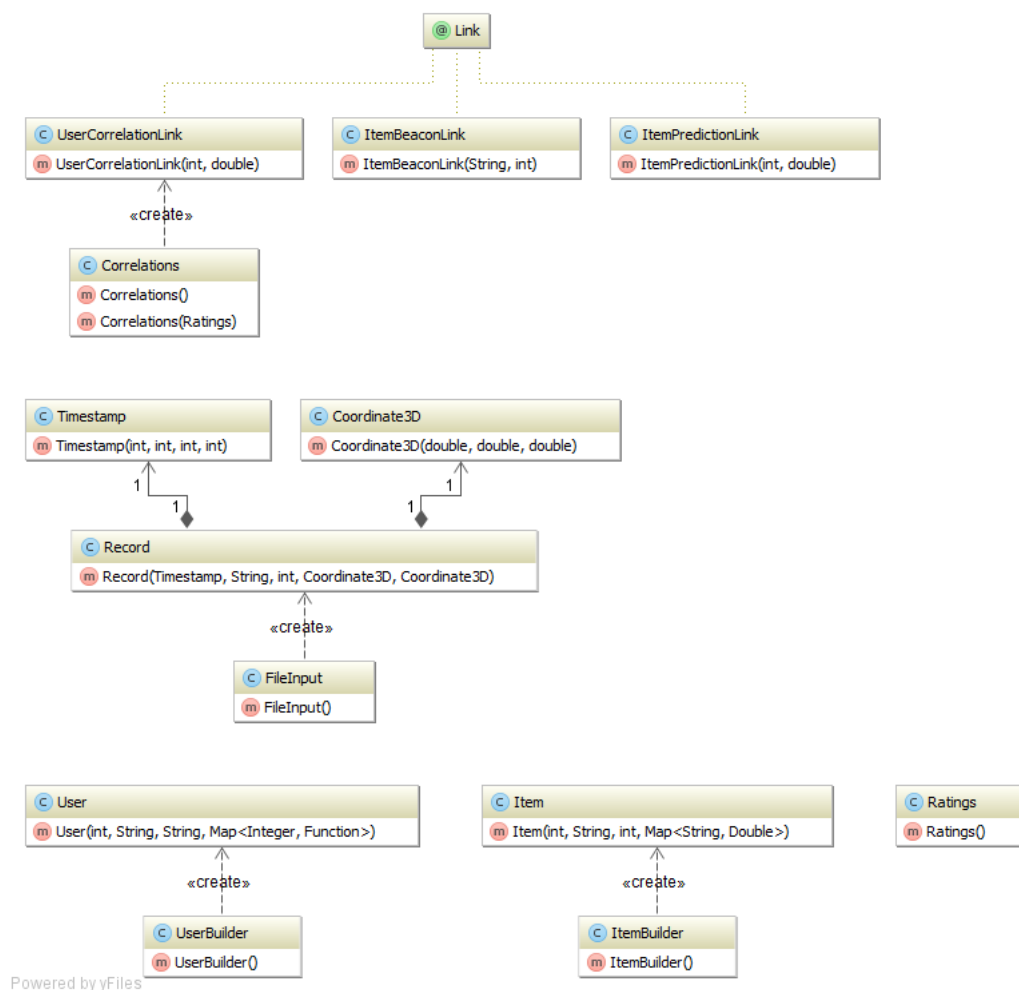 @ Link
C UserCorrelationLink
m UserCorrelationLink(int, double)
C ItemBeaconLink
m ItemBeaconLink(String, int)
C ItemPredictionLink
m ItemPredictionLink(int, double)
«create»
C Correlations
m Correlations()
m Correlations(Ratings)
C Timestamp
m Timestamp(int, int, int, int)
C Coordinate3D
m Coordinate3D(double, double, double)
1
1
1
1
C Record
m Record(Timestamp, String, int, Coordinate3D, Coordinate3D)
«create»
C FileInput
m FileInput()
C User
m User(int, String, String, Map<Integer, Function>)
C Item
m Item(int, String, int, Map<String, Double>)
C Ratings
m Ratings()
«create»
«create»
C UserBuilder
m UserBuilder()
C ItemBuilder
m ItemBuilder()
Powered by yFiles